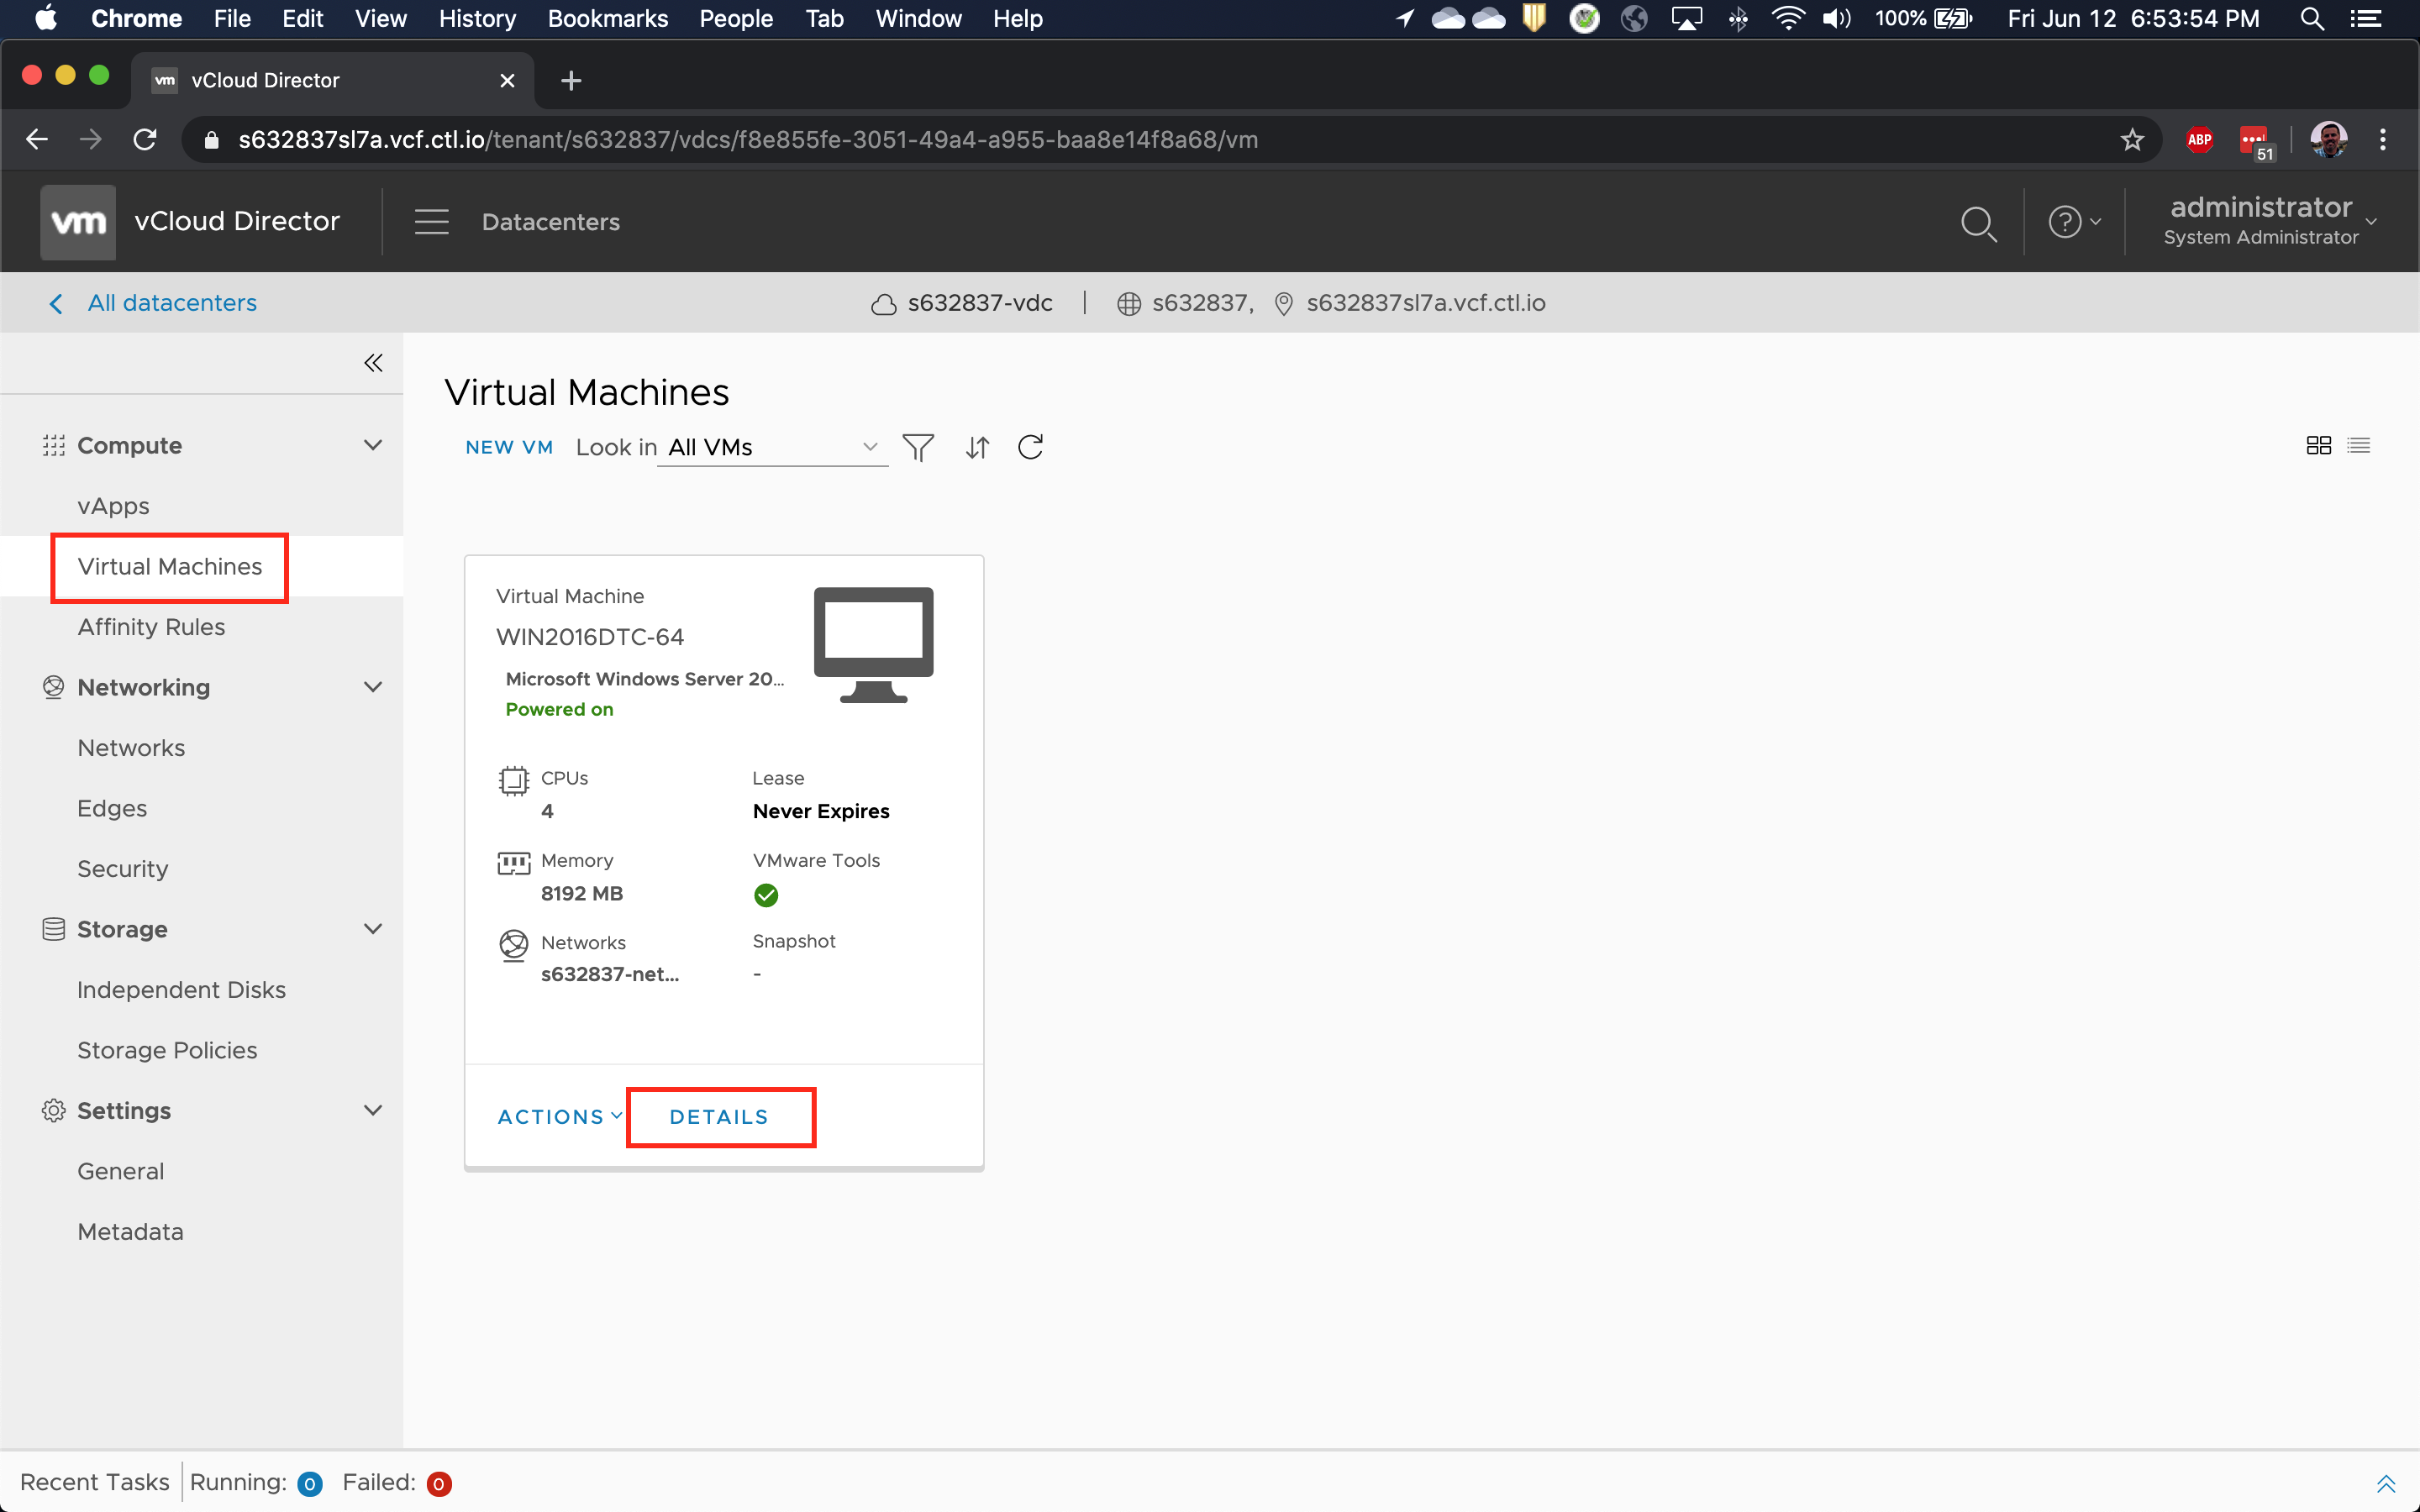 Chrome File Edit View History Bookmarks People Tab Window Help 100% Fri Jun 12 6:53:54 PM
vm vCloud Director
s632837sl7a.vcf.ctl.io/tenant/s632837/vdcs/f8e855fe-3051-49a4-a955-baa8e14f8a68/vm ABP 51
vm vCloud Director Datacenters ? administrator
System Administrator
All datacenters s632837-vdc | s632837, s632837sl7a.vcf.ctl.io
Virtual Machines
NEW VM Look in All VMs
Compute
vApps
Virtual Machines
Affinity Rules
Networking
Networks
Edges
Security
Storage
Independent Disks
Storage Policies
Settings
General
Metadata
Virtual Machine
WIN2016DTC-64
Microsoft Windows Server 20...
Powered on
CPUs Lease
4 Never Expires
Memory VMware Tools
8192 MB
Networks Snapshot
s632837-net... -
ACTIONS DETAILS
Recent Tasks Running: 0 Failed: 0